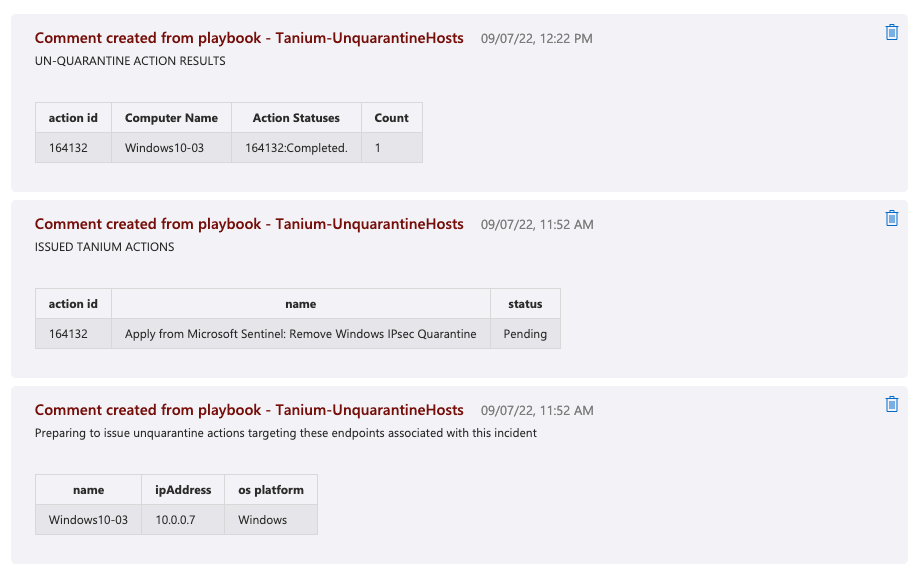 Comment created from playbook - Tanium-UnquarantineHosts 09/07/22, 12:22 PM
UN-QUARANTINE ACTION RESULTS
action id Computer Name Action Statuses Count
164132 Windows10-03 164132:Completed. 1
Comment created from playbook - Tanium-UnquarantineHosts 09/07/22, 11:52 AM
ISSUED TANIUM ACTIONS
action id name status
164132 Apply from Microsoft Sentinel: Remove Windows IPsec Quarantine Pending
Comment created from playbook - Tanium-UnquarantineHosts 09/07/22, 11:52 AM
Preparing to issue unquarantine actions targeting these endpoints associated with this incident
name ipAddress os platform
Windows10-03 10.0.0.7 Windows